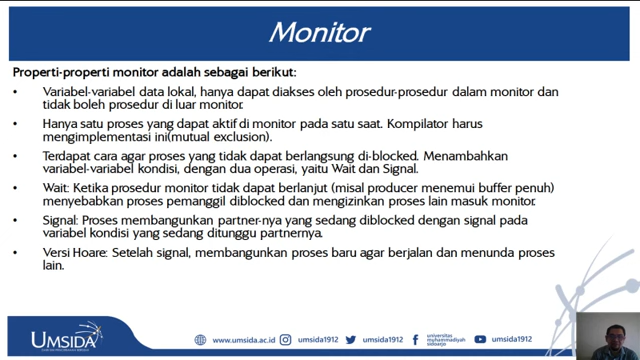 Monitor
Properti-properti monitor adalah sebagai berikut:
• Variabel-variabel data lokal, hanya dapat diakses oleh prosedur-prosedur dalam monitor dan
tidak boleh prosedur di luar monitor.
• Hanya satu proses yang dapat aktif di monitor pada satu saat. Kompilator harus
mengimplementasi ini(mutual exclusion).
• Terdapat cara agar proses yang tidak dapat berlangsung di-blocked. Menambahkan
variabel-variabel kondisi, dengan dua operasi, yaitu Wait dan Signal.
• Wait: Ketika prosedur monitor tidak dapat berlanjut (misal producer menemui buffer penuh)
menyebabkan proses pemanggil diblocked dan mengizinkan proses lain masuk monitor.
• Signal: Proses membangunkan partner-nya yang sedang diblocked dengan signal pada
variabel kondisi yang sedang ditunggu partnernya.
• Versi Hoare: Setelah signal, membangunkan proses baru agar berjalan dan menunda proses
lain.
UMSIDA
www.umsida.ac.id
umsida1912
umsida1912
universitas
muhammadiyah
sidoarjo
umsida1912